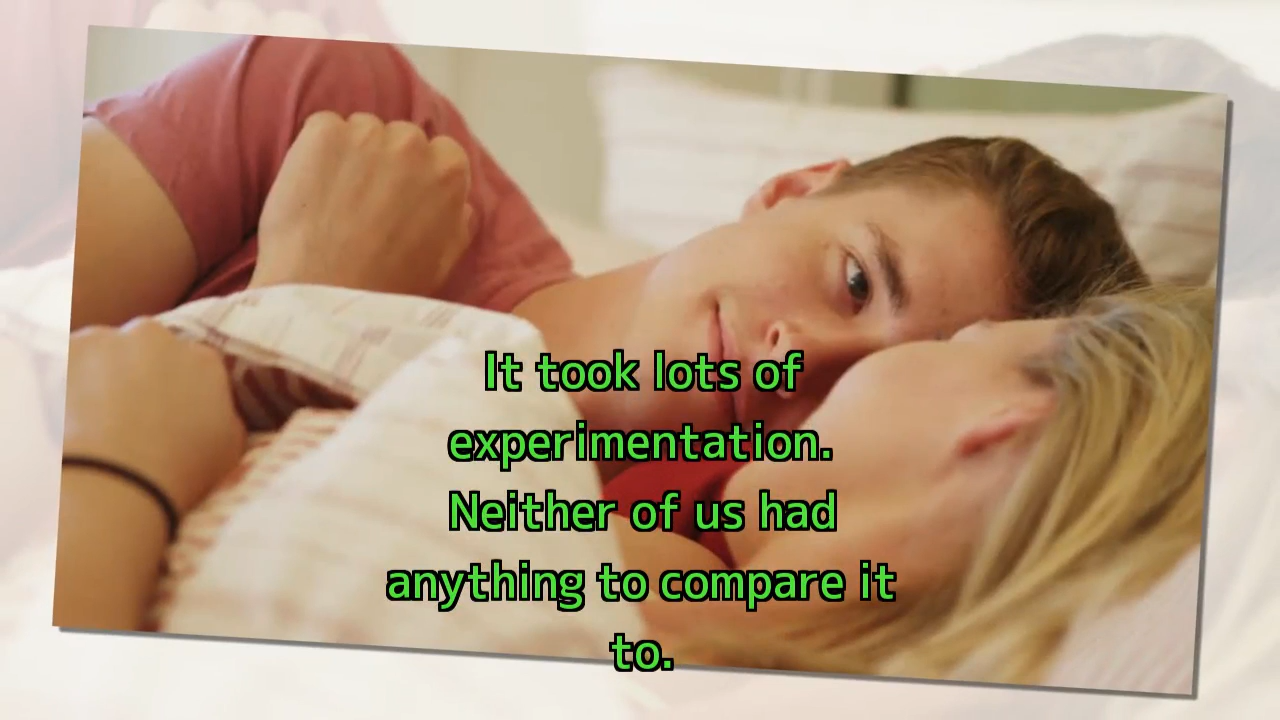 It took lots of
experimentation.
Neither of us had
anything to compare it
to.